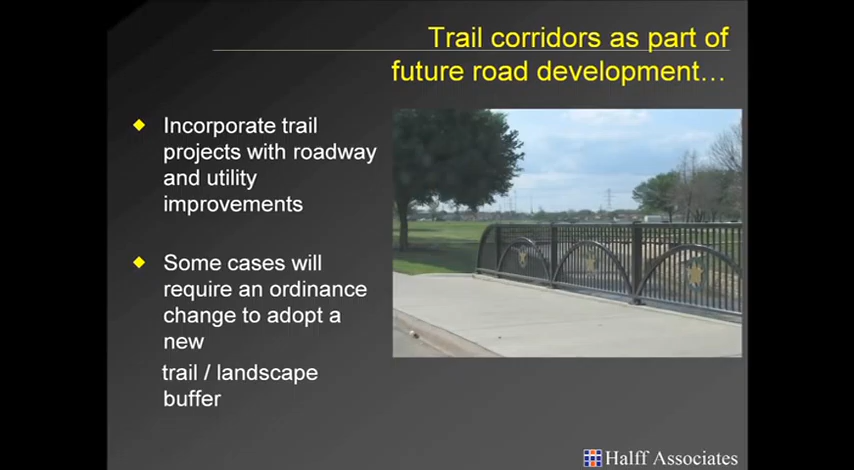 Trail corridors as part of
future road development…
Incorporate trail
projects with roadway
and utility
improvements
Some cases will
require an ordinance
change to adopt a
new
trail / landscape
buffer
Halff Associates